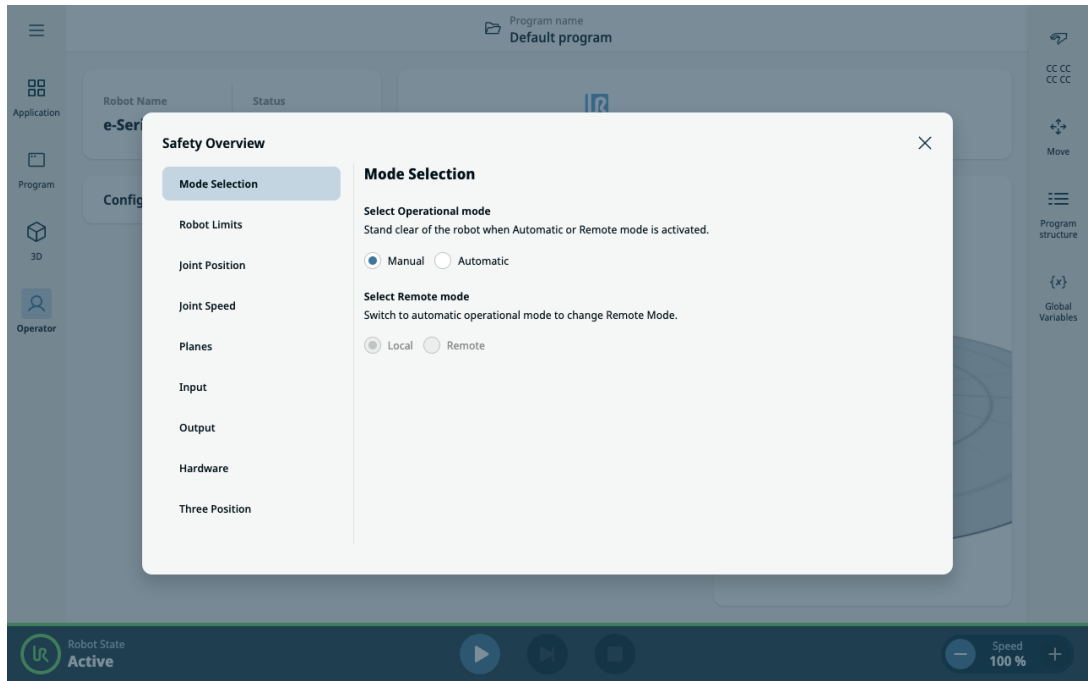 Program name
Default program
Application
Program
3D
Operator
Robot Name
Status
e-Seri
Config
Safety Overview
Mode Selection
Robot Limits
Joint Position
Joint Speed
Planes
Input
Output
Hardware
Three Position
Mode Selection
Select Operational mode
Stand clear of the robot when Automatic or Remote mode is activated.
Manual Automatic
Select Remote mode
Switch to automatic operational mode to change Remote Mode.
Local Remote
CC CC
CC CC
Move
Program
structure
{x}
Global
Variables
UR
Robot State
Active
Speed
100 %